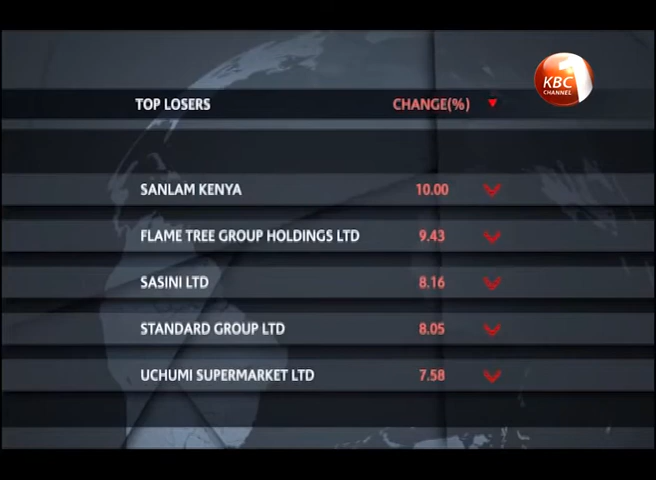 KBC 1
CHANNEL
TOP LOSERS CHANGE(%)
SANLAM KENYA 10.00
FLAME TREE GROUP HOLDINGS LTD 9.43
SASINI LTD 8.16
STANDARD GROUP LTD 8.05
UCHUMI SUPERMARKET LTD 7.58